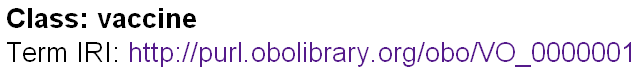 Class: vaccine
Term IRI: http://purl.obolibrary.org/obo/VO_0000001